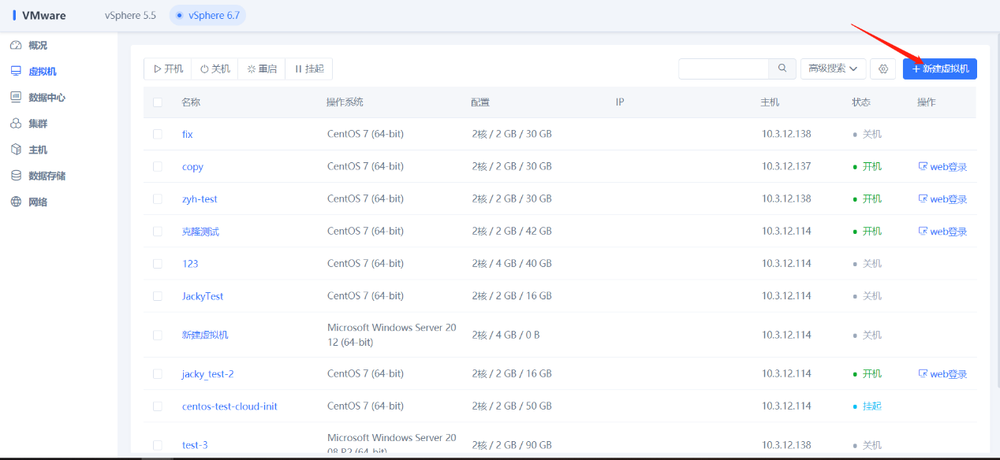 VMware vSphere 5.5 vSphere 6.7
概况
虚拟机
数据中心
集群
主机
数据存储
网络
开机 关机 重启 挂起 高级搜索 +新建虚拟机
名称 操作系统 配置 IP 主机 状态 操作
fix CentOS 7 (64-bit) 2核 / 2 GB / 30 GB 10.3.12.138 关机
copy CentOS 7 (64-bit) 2核 / 2 GB / 30 GB 10.3.12.137 开机 web登录
zyh-test CentOS 7 (64-bit) 2核 / 2 GB / 30 GB 10.3.12.138 开机 web登录
克隆测试 CentOS 7 (64-bit) 2核 / 2 GB / 42 GB 10.3.12.114 开机 web登录
123 CentOS 7 (64-bit) 2核 / 4 GB / 40 GB 10.3.12.114 关机
JackyTest CentOS 7 (64-bit) 2核 / 2 GB / 16 GB 10.3.12.114 关机
新建虚拟机 Microsoft Windows Server 20
12 (64-bit) 2核 / 4 GB / 0 B 10.3.12.114 关机
jacky_test-2 CentOS 7 (64-bit) 2核 / 2 GB / 16 GB 10.3.12.114 开机 web登录
centos-test-cloud-init CentOS 7 (64-bit) 2核 / 2 GB / 50 GB 10.3.12.114 挂起
test-3 Microsoft Windows Server 20
08 R2 (64-bit) 2核 / 2 GB / 90 GB 10.3.12.138 关机